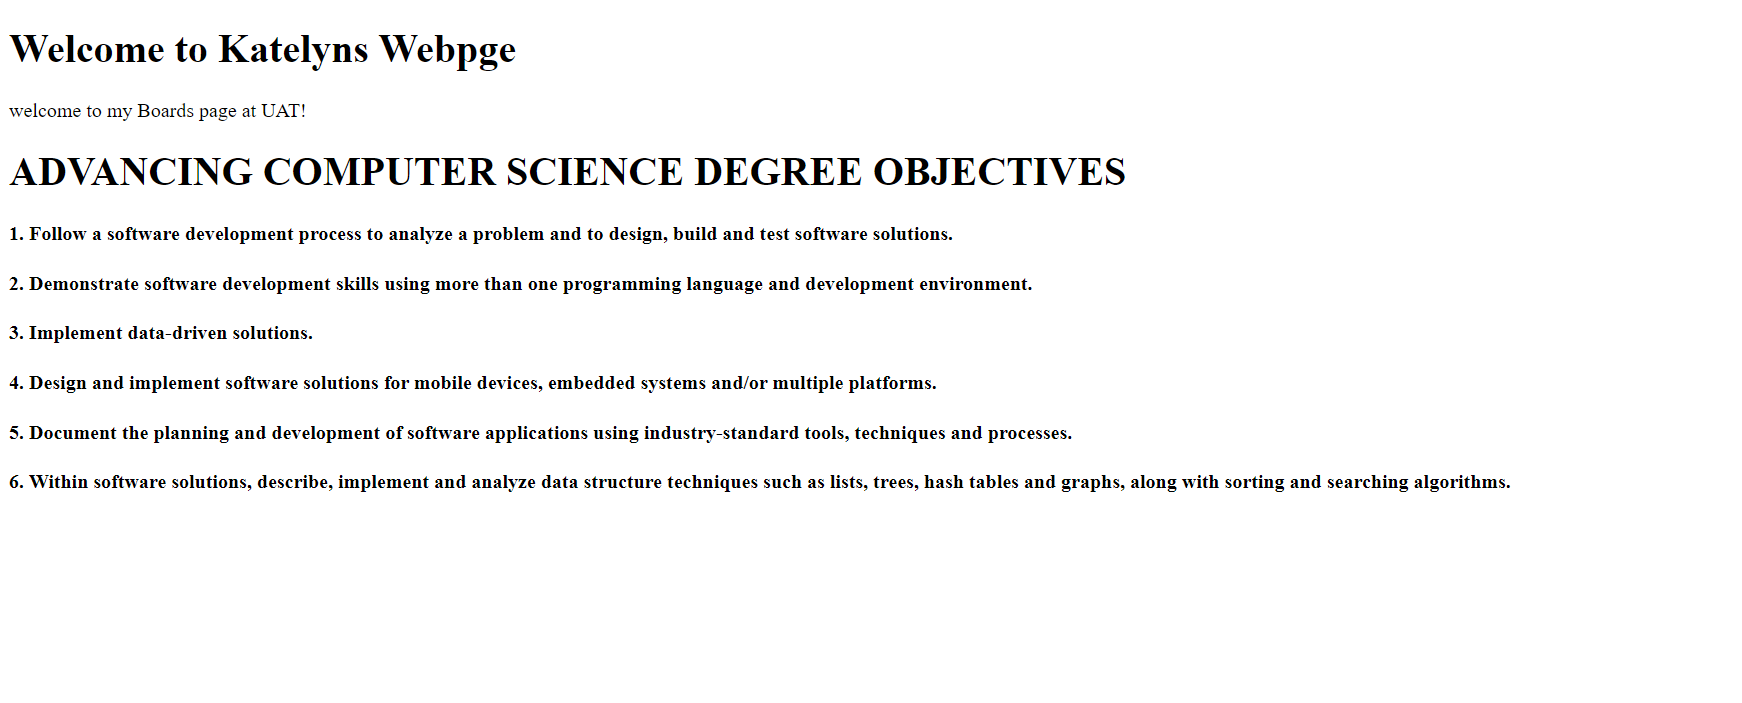 Welcome to Katelyns Webpge
welcome to my Boards page at UAT!
ADVANCING COMPUTER SCIENCE DEGREE OBJECTIVES
1. Follow a software development process to analyze a problem and to design, build and test software solutions.
2. Demonstrate software development skills using more than one programming language and development environment.
3. Implement data-driven solutions.
4. Design and implement software solutions for mobile devices, embedded systems and/or multiple platforms.
5. Document the planning and development of software applications using industry-standard tools, techniques and processes.
6. Within software solutions, describe, implement and analyze data structure techniques such as lists, trees, hash tables and graphs, along with sorting and searching algorithms.